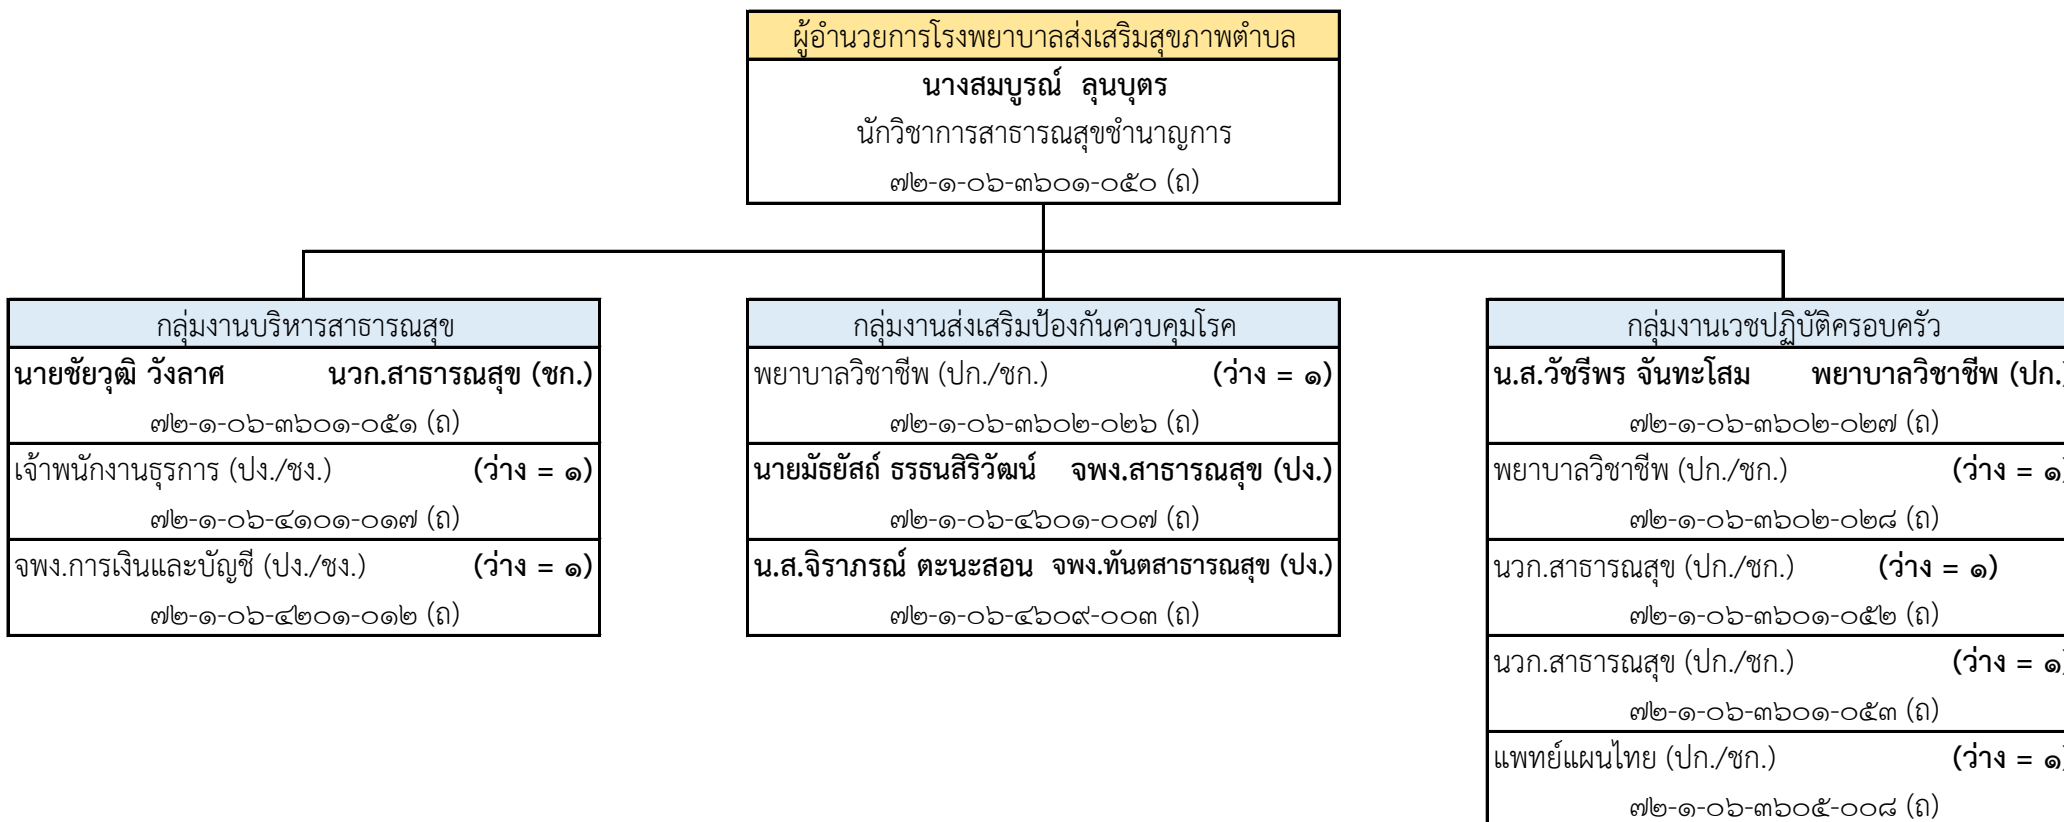 ผู้อำนวยการโรงพยาบาลส่งเสริมสุขภาพตำบล
นางสมบูรณ์ ลุนบุตร
นักวิชาการสาธารณสุขชำนาญการ
๗๒-๑-๐๖-๓๖๐๑-๐๕๐ (ถ)
กลุ่มงานบริหารสาธารณสุข
นายชัยวุฒิ วังลาศ นวก.สาธารณสุข (ชก.)
๗๒-๑-๐๖-๓๖๐๑-๐๕๑ (ถ)
เจ้าพนักงานธุรการ (ปง./ชง.) (ว่าง = ๑)
๗๒-๑-๐๖-๔๑๐๑-๐๑๗ (ถ)
จพง.การเงินและบัญชี (ปง./ชง.) (ว่าง = ๑)
๗๒-๑-๐๖-๔๒๐๑-๐๑๒ (ถ)
กลุ่มงานส่งเสริมป้องกันควบคุมโรค
พยาบาลวิชาชีพ (ปก./ชก.) (ว่าง = ๑)
๗๒-๑-๐๖-๓๖๐๒-๐๒๖ (ถ)
นายมัธยัสถ์ ธรธนสิริวัฒน์ จพง.สาธารณสุข (ปง.)
๗๒-๑-๐๖-๔๖๐๑-๐๐๗ (ถ)
น.ส.จิราภรณ์ ตะนะสอน จพง.ทันตสาธารณสุข (ปง.)
๗๒-๑-๐๖-๔๖๐๙-๐๐๓ (ถ)
กลุ่มงานเวชปฏิบัติครอบครัว
น.ส.วัชรีพร จันทะโสม พยาบาลวิชาชีพ (ปก.)
๗๒-๑-๐๖-๓๖๐๒-๐๒๗ (ถ)
พยาบาลวิชาชีพ (ปก./ชก.) (ว่าง = ๑)
๗๒-๑-๐๖-๓๖๐๒-๐๒๘ (ถ)
นวก.สาธารณสุข (ปก./ชก.) (ว่าง = ๑)
๗๒-๑-๐๖-๓๖๐๑-๐๕๒ (ถ)
นวก.สาธารณสุข (ปก./ชก.) (ว่าง = ๑)
๗๒-๑-๐๖-๓๖๐๑-๐๕๓ (ถ)
แพทย์แผนไทย (ปก./ชก.) (ว่าง = ๑)
๗๒-๑-๐๖-๓๖๐๕-๐๐๘ (ถ)